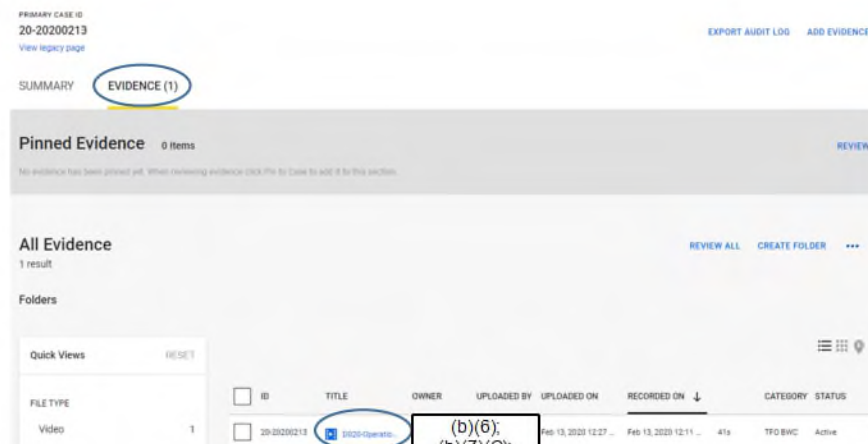 PRIMARY CASE ID
20-20200213
View legacy page
EXPORT AUDIT LOG ADD EVIDENCE
SUMMARY EVIDENCE (1)
Pinned Evidence 0 Items
REVIEW
No evidence has been pinned yet. When reviewing evidence click Pin to Case to add it to this section.
All Evidence
REVIEW ALL CREATE FOLDER •••
1 result
Folders
Quick Views RESET
ID TITLE OWNER UPLOADED BY UPLOADED ON RECORDED ON ↓ CATEGORY STATUS
FILE TYPE
Video 1
20-20200213 D020-Operatio... (b)(6); Feb 13, 2020 12:27 ... Feb 13, 2020 12:11 ... 41s TFO BWC Active
(b)(7)(C);